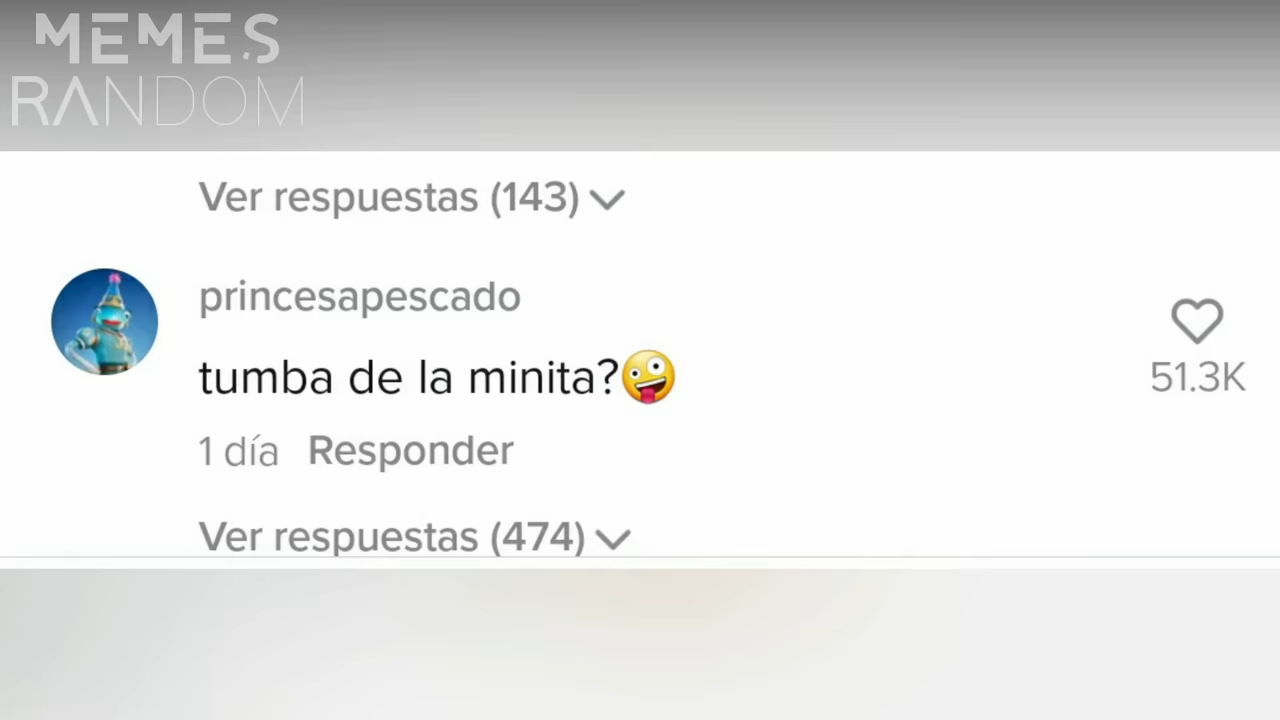 MEMES
RANDOM
Ver respuestas (143)
princesapescado
tumba de la minita?🤪
51.3K
1 día Responder
Ver respuestas (474)